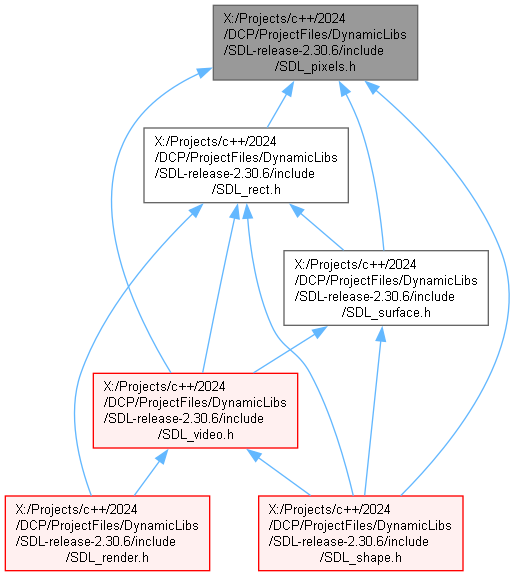 X:/Projects/c++/2024
/DCP/ProjectFiles/DynamicLibs
/SDL-release-2.30.6/include
/SDL_pixels.h
X:/Projects/c++/2024
/DCP/ProjectFiles/DynamicLibs
/SDL-release-2.30.6/include
/SDL_rect.h
X:/Projects/c++/2024
/DCP/ProjectFiles/DynamicLibs
/SDL-release-2.30.6/include
/SDL_surface.h
X:/Projects/c++/2024
/DCP/ProjectFiles/DynamicLibs
/SDL-release-2.30.6/include
/SDL_video.h
X:/Projects/c++/2024
/DCP/ProjectFiles/DynamicLibs
/SDL-release-2.30.6/include
/SDL_render.h
X:/Projects/c++/2024
/DCP/ProjectFiles/DynamicLibs
/SDL-release-2.30.6/include
/SDL_shape.h